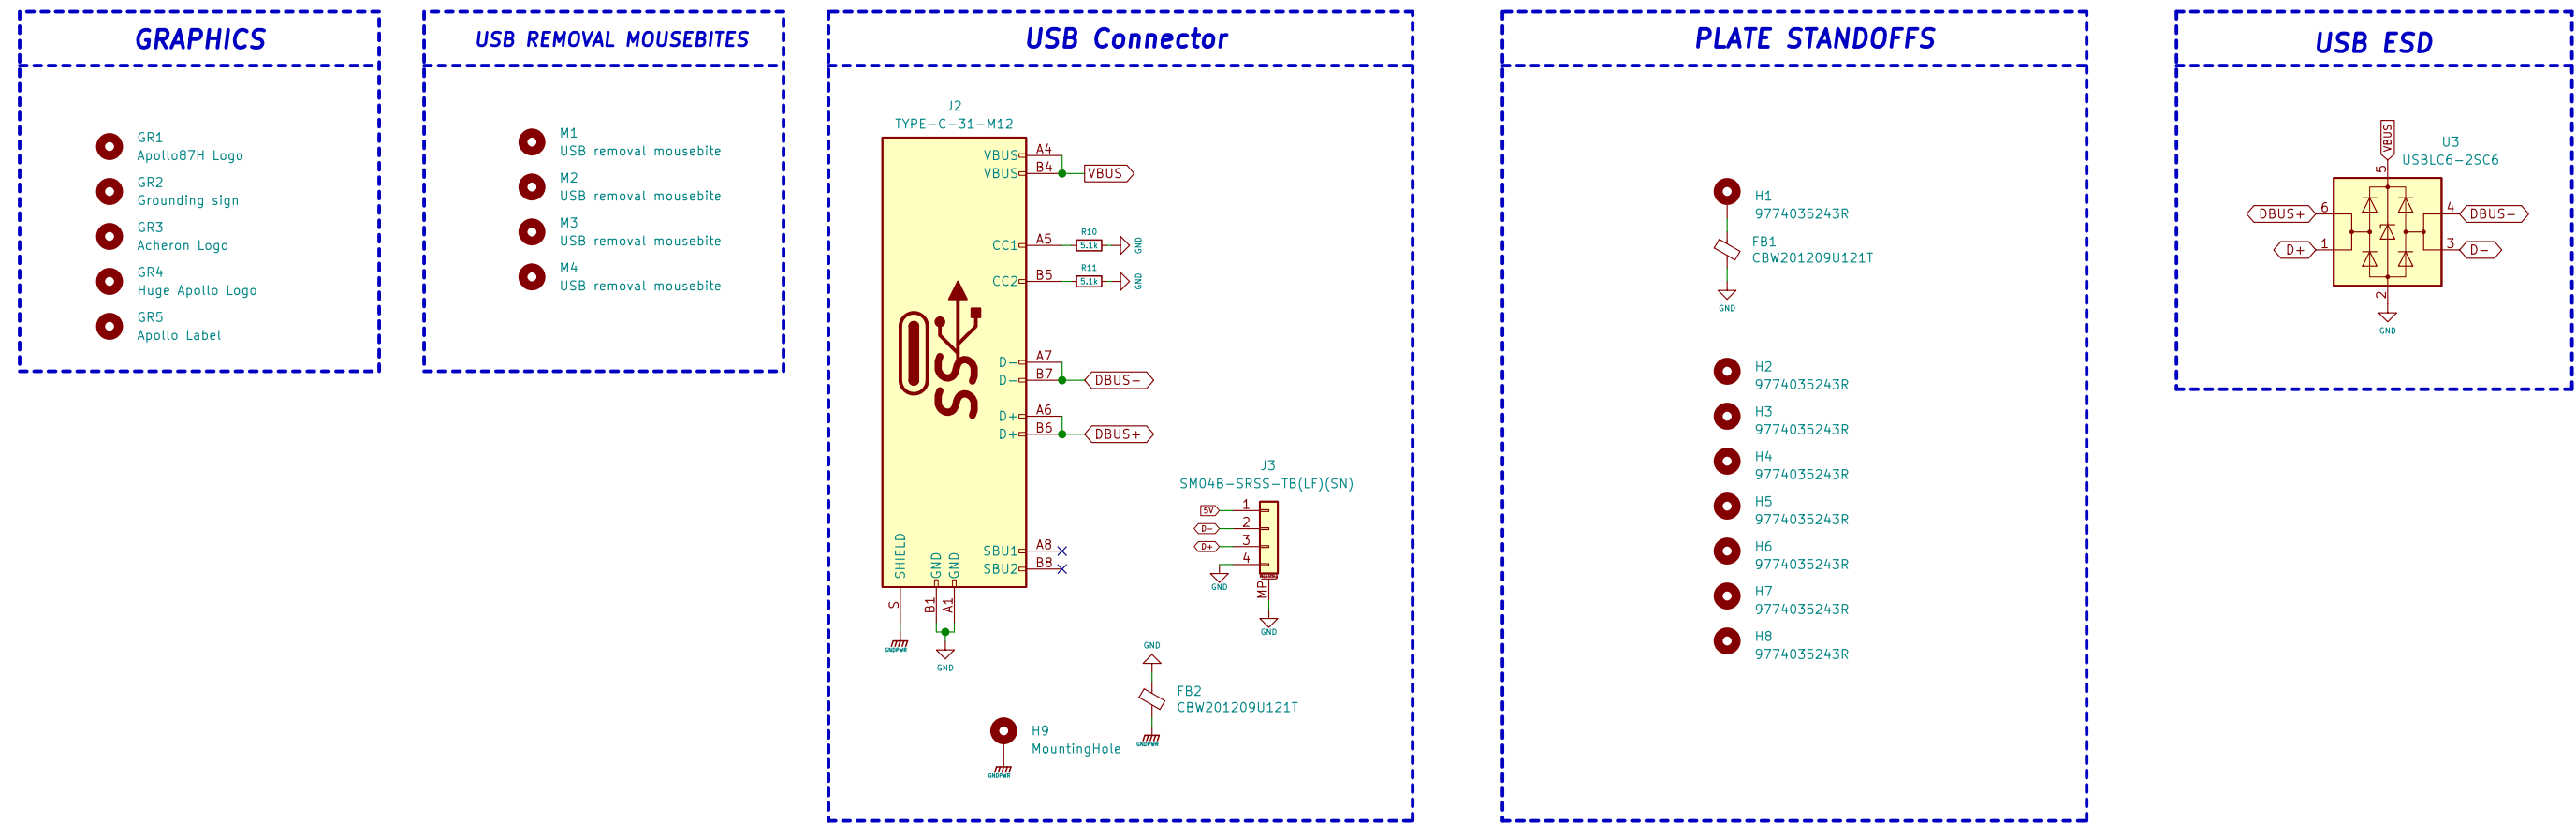 GRAPHICS
GR1
Apollo87H Logo
GR2
Grounding sign
GR3
Acheron Logo
GR4
Huge Apollo Logo
GR5
Apollo Label
USB REMOVAL MOUSEBITES
M1
USB removal mousebite
M2
USB removal mousebite
M3
USB removal mousebite
M4
USB removal mousebite
USB Connector
J2
TYPE-C-31-M12
VBUS A4
VBUS B4 VBUS
CC1 A5 R10 5.1k GND
CC2 B5 R11 5.1k GND
SS
D- A7
D- B7 DBUS-
D+ A6
D+ B6 DBUS+
SBU1 A8
SBU2 B8
SHIELD GND GND
S B1 A1
GNDPWR
GND
J3
SM04B-SRSS-TB(LF)(SN)
5V 1
D- 2
D+ 3
4
GND
MP
GND
GND
FB2
CBW201209U121T
GNDPWR
H9
MountingHole
GNDPWR
PLATE STANDOFFS
H1
9774035243R
FB1
CBW201209U121T
GND
H2
9774035243R
H3
9774035243R
H4
9774035243R
H5
9774035243R
H6
9774035243R
H7
9774035243R
H8
9774035243R
USB ESD
VBUS
U3
USBLC6-2SC6
5
DBUS+ 6 4 DBUS-
D+ 1 3 D-
2
GND